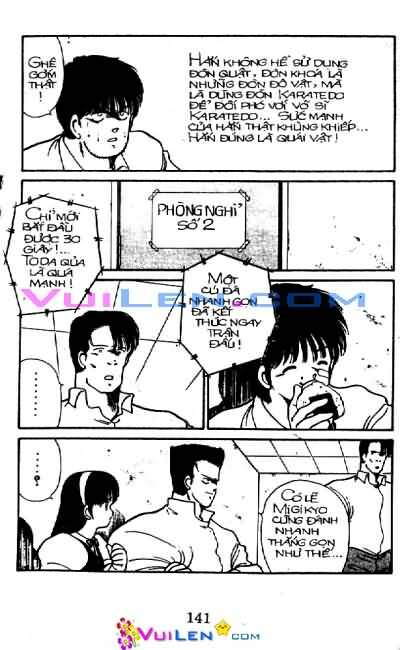 GHÊ
GỚM
THẬT
!
HẮN KHÔNG HỀ SỬ DỤNG
ĐÒN QUẬT, ĐÒN KHÓA LÀ
NHỮNG ĐÒN ĐÔ VẬT, MÀ
LẠI DÙNG ĐÒN KARATEDO
ĐỂ ĐỐI PHÓ VỚI VÕ SĨ
KARATEDO... SỨC MẠNH
CỦA HẮN THẬT KHỦNG KHIẾP...
HẮN ĐÚNG LÀ QUÁI VẬT !
CHỈ MỚI
BẮT ĐẦU
ĐƯỢC 30
GIÂY!...
TODA QUẢ
LÀ QUÁ
MẠNH !
PHÒNG NGHỈ
SỐ 2
MỘT
CÚ ĐÁ
NHANH GỌN
ĐÃ KẾT
THÚC NGAY
TRẬN
ĐẤU !
VUILEN.COM
......
....
CÓ LẼ
MIGIKYO
CŨNG ĐÁNH
NHANH
THẮNG GỌN
NHƯ THẾ...
141
VUILEN.COM